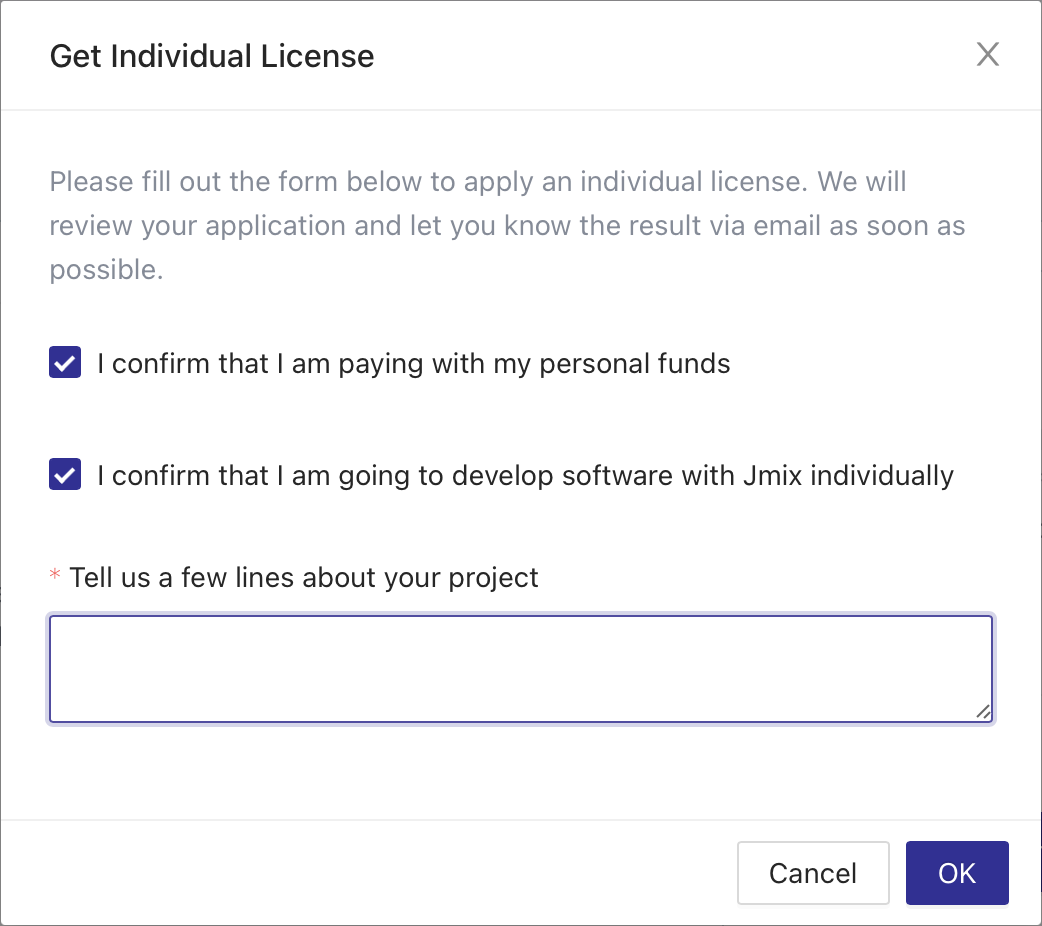 Get Individual License
Please fill out the form below to apply an individual license. We will
review your application and let you know the result via email as soon as
possible.
I confirm that I am paying with my personal funds
I confirm that I am going to develop software with Jmix individually
* Tell us a few lines about your project
Cancel
OK